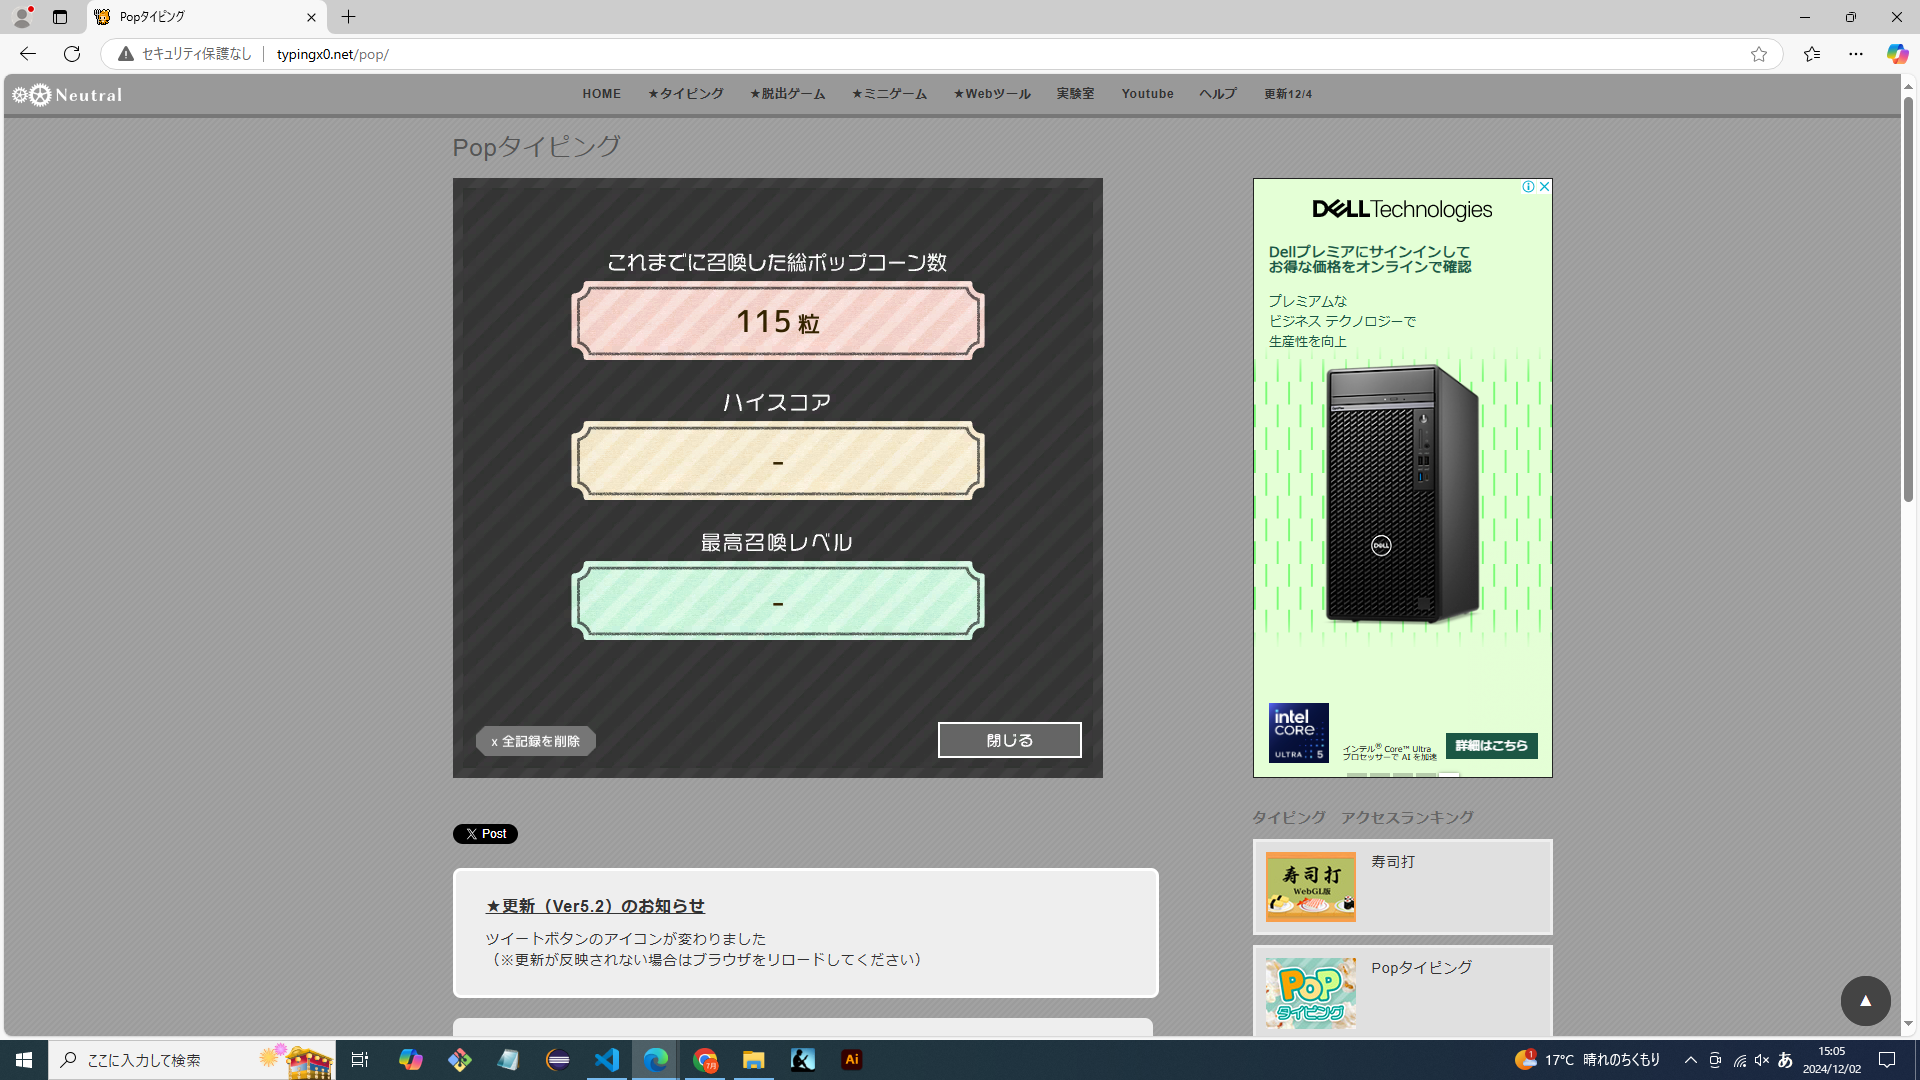 Popタイピング
セキュリティ保護なし typingx0.net/pop/
Neutral
HOME ★タイピング ★脱出ゲーム ★ミニゲーム ★Webツール 実験室 Youtube ヘルプ 更新12/4
Popタイピング
これまでに召喚した総ポップコーン数
115 粒
ハイスコア
-
最高召喚レベル
-
x 全記録を削除
閉じる
DELLTechnologies
Dellプレミアにサインインして
お得な価格をオンラインで確認
プレミアムな
ビジネス テクノロジーで
生産性を向上
DELL
intel
CORE
ULTRA 5
インテル® Core™ Ultra
プロセッサーで AI を加速
詳細はこちら
X Post
★更新（Ver5.2）のお知らせ
ツイートボタンのアイコンが変わりました
（※更新が反映されない場合はブラウザをリロードしてください）
タイピング アクセスランキング
寿司打
WebGL版
寿司打
POP
タイピング
Popタイピング
▲
ここに入力して検索
Ai
1
17°C 晴れのちくもり
あ
15:05
2024/12/02